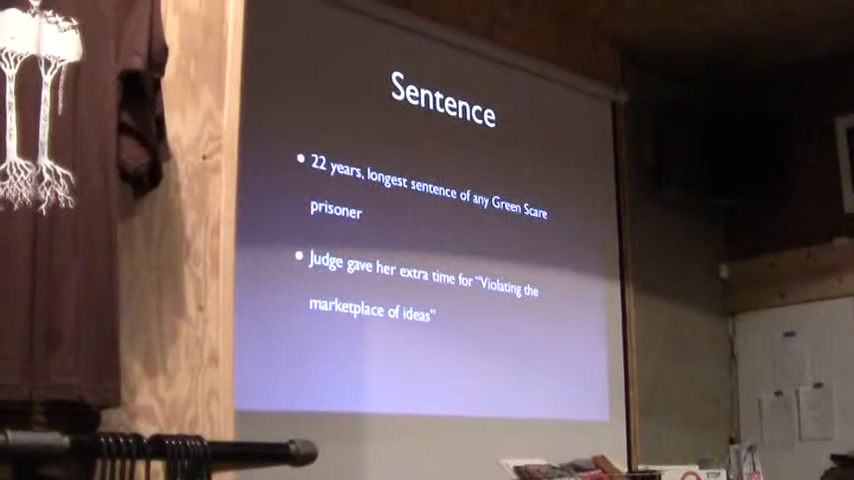 Sentence
• 22 years, longest sentence of any Green Scare
prisoner
• Judge gave her extra time for "Violating the
marketplace of ideas"